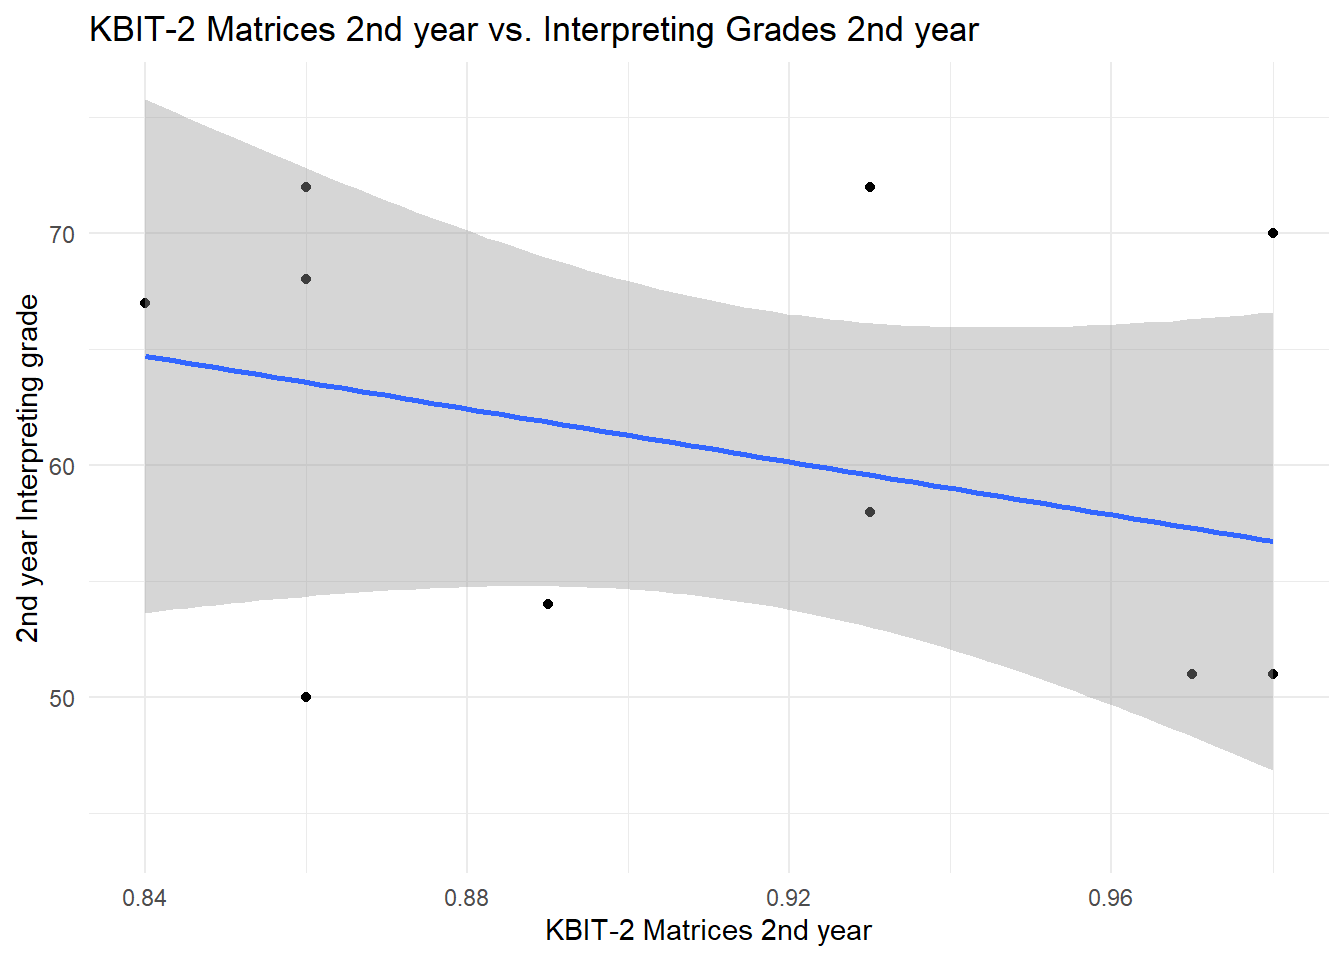 KBIT-2 Matrices 2nd year vs. Interpreting Grades 2nd year
2nd year Interpreting grade
70
60
50
0.84
0.88
0.92
0.96
KBIT-2 Matrices 2nd year